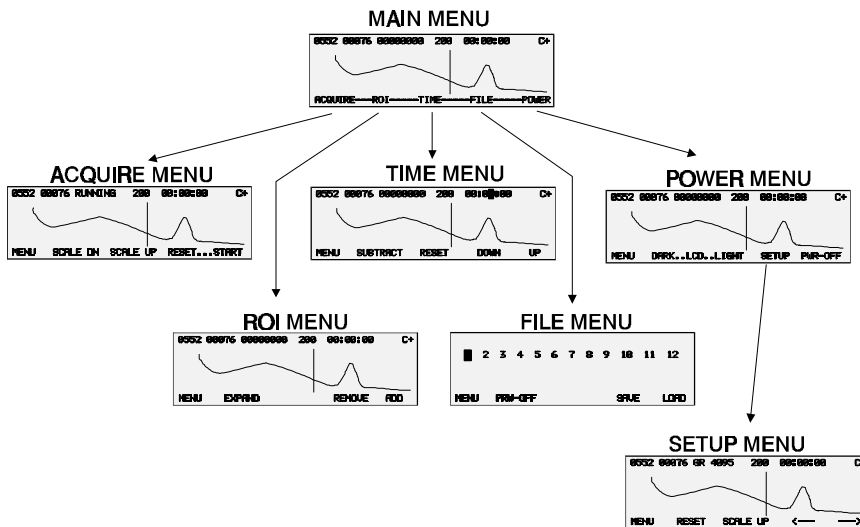 MAIN MENU
0552 00076 00000000 200 00:00:00 C+
ACQUIRE---ROI-----TIME-----FILE-----POWER
ACQUIRE MENU
0552 00076 RUNNING 200 00:00:00 C+
MENU SCALE DN SCALE UP RESET...START
TIME MENU
0552 00076 00000000 200 00:0 :00 C+
MENU SUBTRACT RESET DOWN UP
POWER MENU
0552 00076 00000000 200 00:00:00 C+
MENU DARK..LCD..LIGHT SETUP PWR-OFF
ROI MENU
0552 00076 00000000 200 00:00:00 C+
MENU EXPAND REMOVE ADD
FILE MENU
2 3 4 5 6 7 8 9 10 11 12
MENU PRW-OFF SAVE LOAD
SETUP MENU
0552 00076 GR 4095 200 00:00:00 C
MENU RESET SCALE UP <-- -->